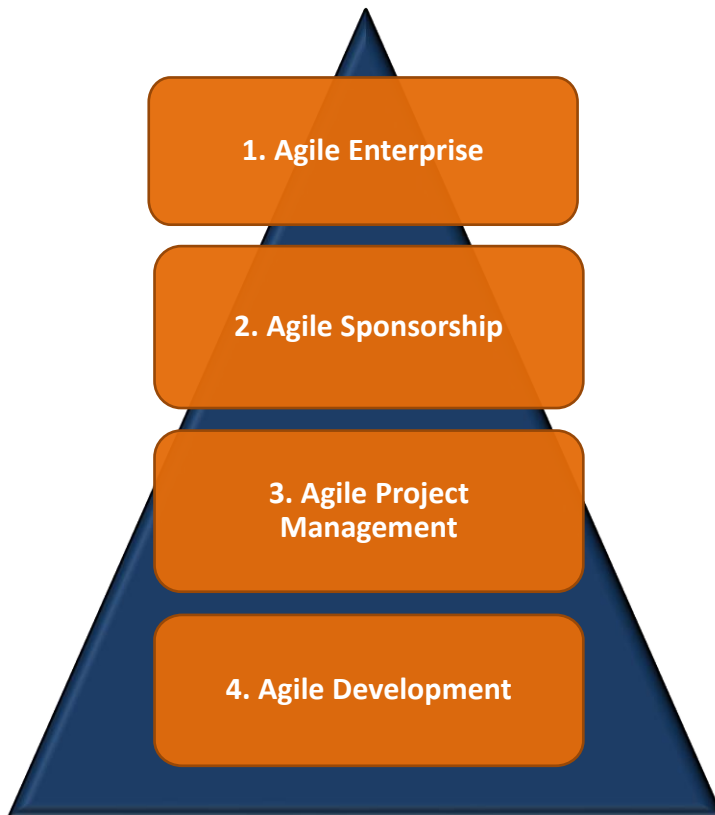 1. Agile Enterprise
2. Agile Sponsorship
3. Agile Project
Management
4. Agile Development